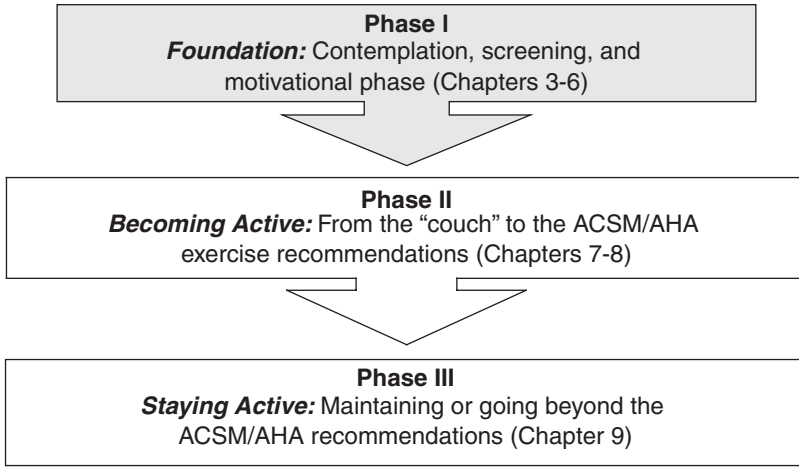 Phase I
Foundation: Contemplation, screening, and
motivational phase (Chapters 3-6)
Phase II
Becoming Active: From the “couch” to the ACSM/AHA
exercise recommendations (Chapters 7-8)
Phase III
Staying Active: Maintaining or going beyond the
ACSM/AHA recommendations (Chapter 9)